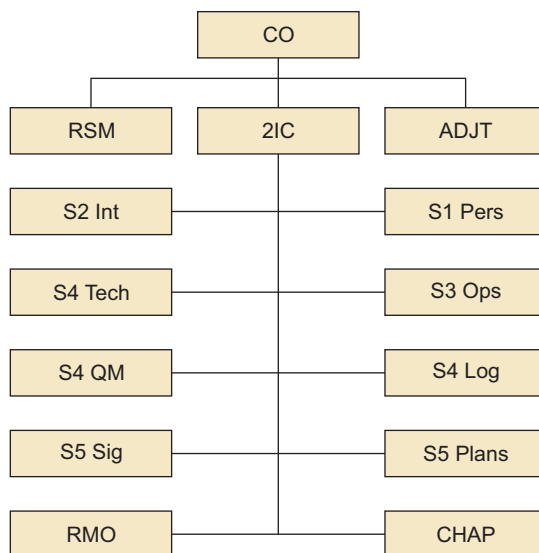 CO
RSM
2IC
ADJT
S2 Int
S1 Pers
S4 Tech
S3 Ops
S4 QM
S4 Log
S5 Sig
S5 Plans
RMO
CHAP